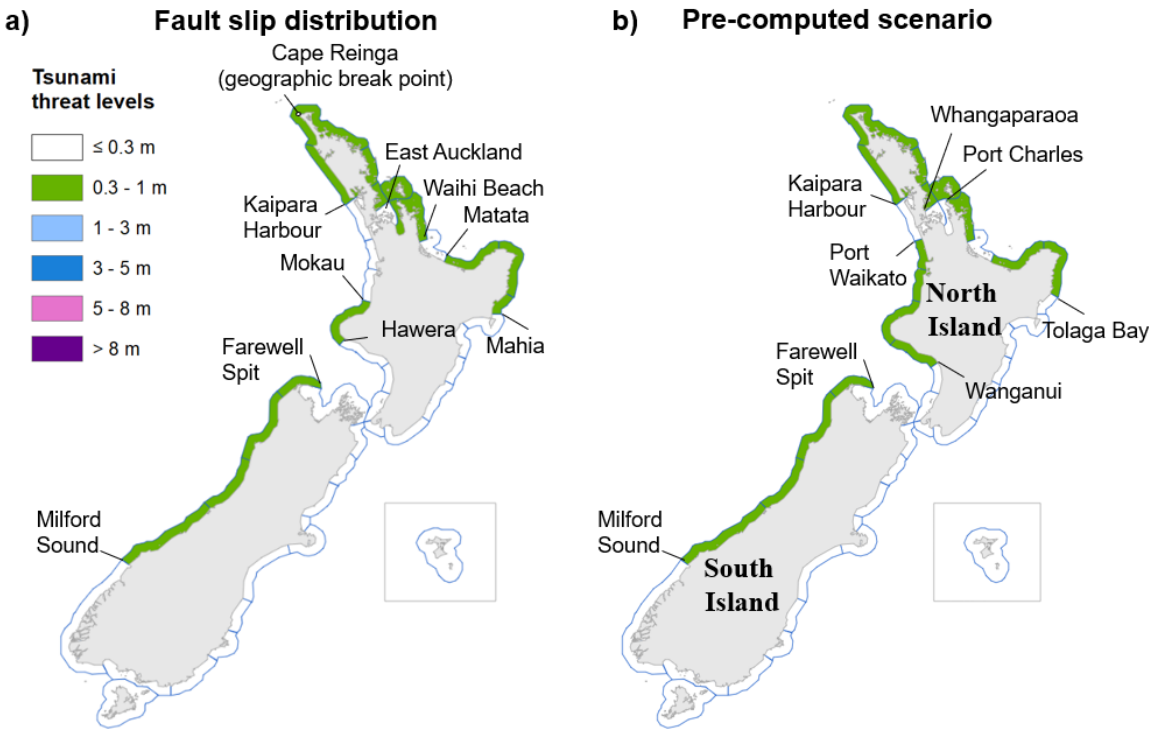 a)
Fault slip distribution
Cape Reinga
(geographic break point)
Tsunami
threat levels
≤ 0.3 m
0.3 - 1 m
1 - 3 m
3 - 5 m
5 - 8 m
> 8 m
East Auckland
Waihi Beach
Matata
Kaipara
Harbour
Mokau
Hawera
Mahia
Farewell
Spit
Milford
Sound
b)
Pre-computed scenario
Whangaparaoa
Port Charles
Kaipara
Harbour
Port
Waikato
North
Island
Tolaga Bay
Farewell
Spit
Wanganui
Milford
Sound
South
Island